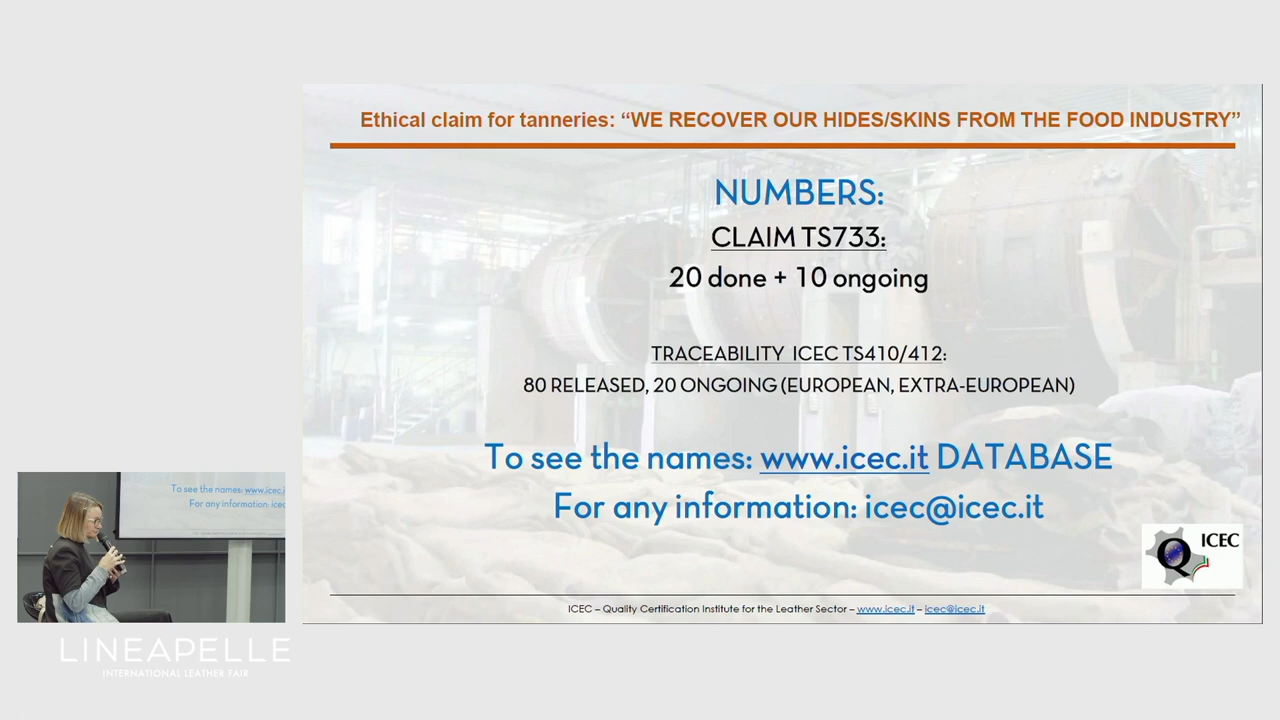 Ethical claim for tanneries: “WE RECOVER OUR HIDES/SKINS FROM THE FOOD INDUSTRY”
NUMBERS:
CLAIM TS733:
20 done + 10 ongoing
TRACEABILITY ICEC TS410/412:
80 RELEASED, 20 ONGOING (EUROPEAN, EXTRA-EUROPEAN)
To see the names: www.icec.it DATABASE
For any information: icec@icec.it
Q ICEC
ICEC – Quality Certification Institute for the Leather Sector – www.icec.it – icec@icec.it
To see the names: www.icec.i
For any information: icec
LINEAPELLE
INTERNATIONAL LEATHER FAIR